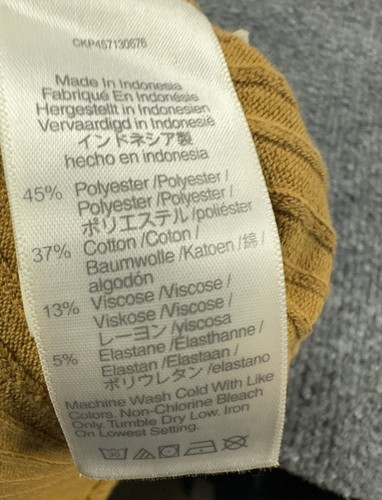 CKP457130676
Made In Indonesia
Fabriqué En Indonésie
Hergestellt in Indonesien
Vervaardigd in Indonesië
インドネシア製
hecho en indonesia
45% Polyester /Polyester /
Polyester /Polyester /
ポリエステル /poliéster
37% Cotton /Coton /
Baumwolle /Katoen /綿 /
algodón
13% Viscose /Viscose /
Viskose /Viscose /
レーヨン /viscosa
5% Elastane /Elasthanne /
Elastan /Elastaan /
ポリウレタン /elastano
Machine Wash Cold With Like
Colors. Non-Chlorine Bleach
Only. Tumble Dry Low. Iron
On Lowest Setting.